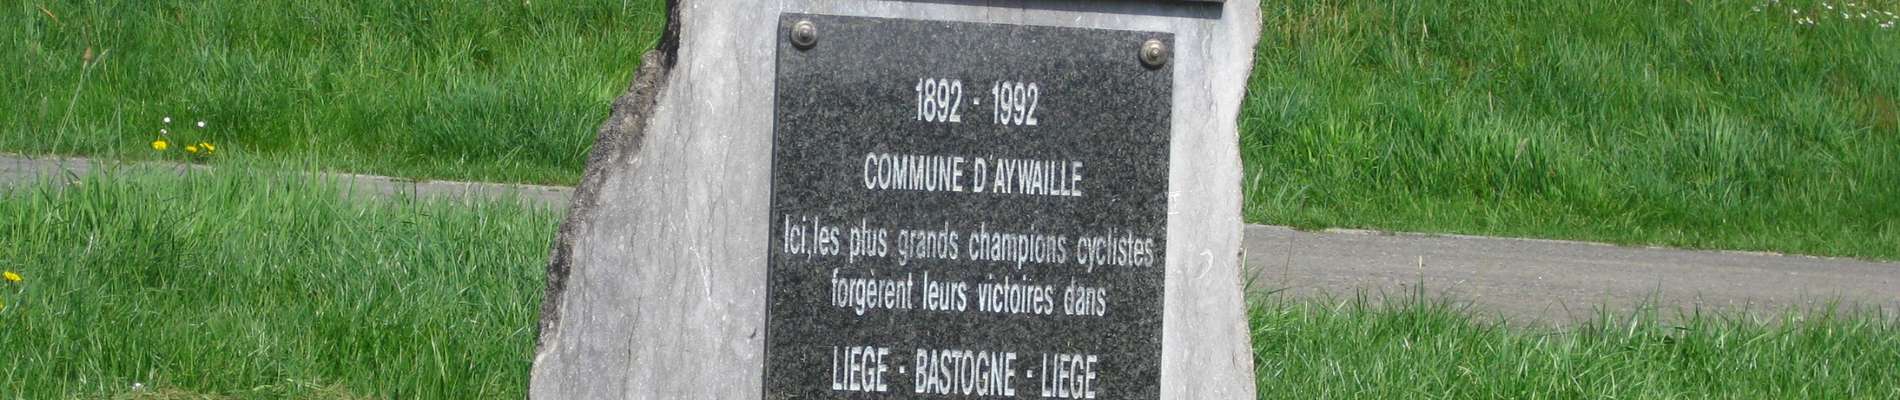 1892 - 1992
COMMUNE D'AYWAILLE
Ici, les plus grands champions cyclistes
forgèrent leurs victoires dans
LIEGE - BASTOGNE - LIEGE